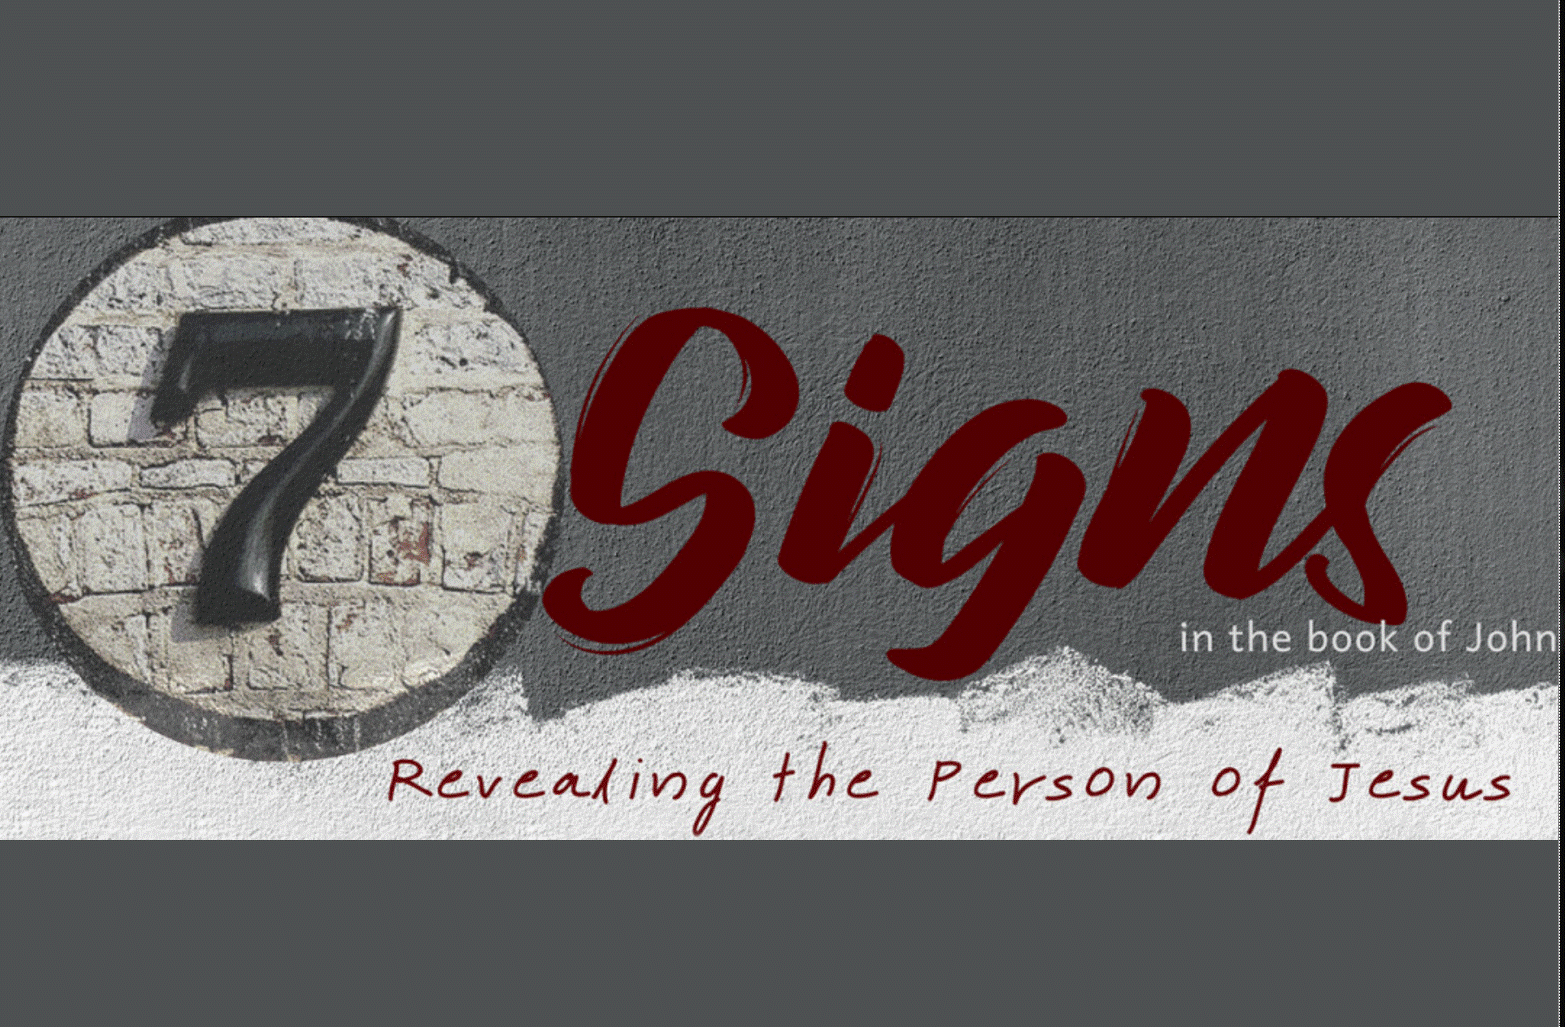 7 Signs
in the book of John
Revealing the Person of Jesus